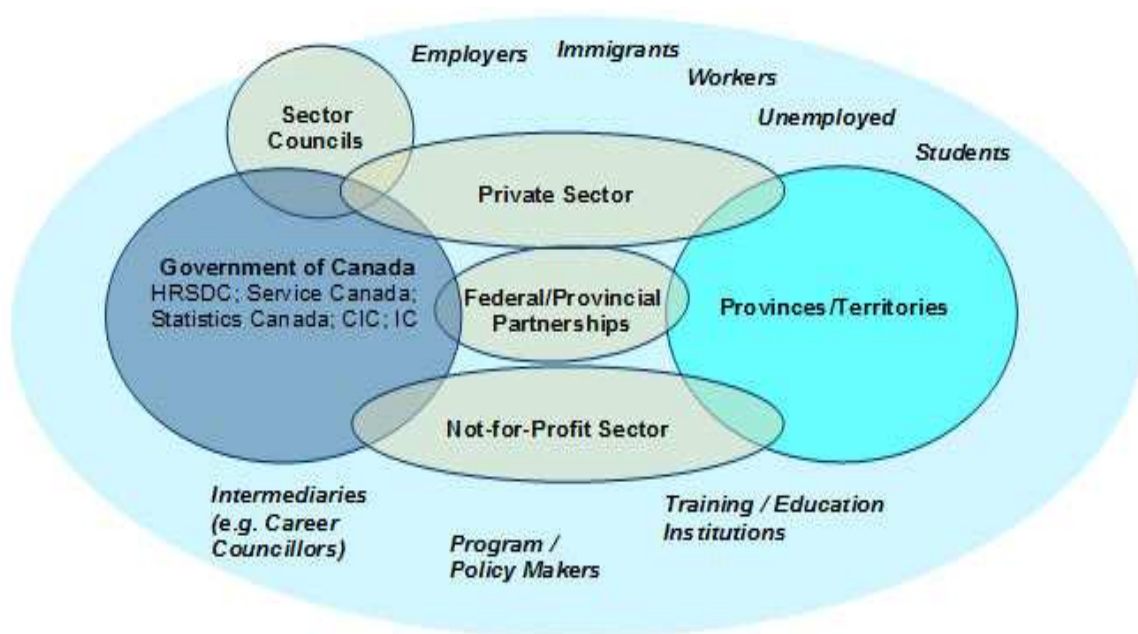 Employers
Immigrants
Workers
Unemployed
Students
Sector
Councils
Private Sector
Government of Canada
HRSDC; Service Canada;
Statistics Canada; CIC; IC
Federal/Provincial
Partnerships
Provinces/Territories
Not-for-Profit Sector
Intermediaries
(e.g. Career
Councillors)
Program /
Policy Makers
Training / Education
Institutions